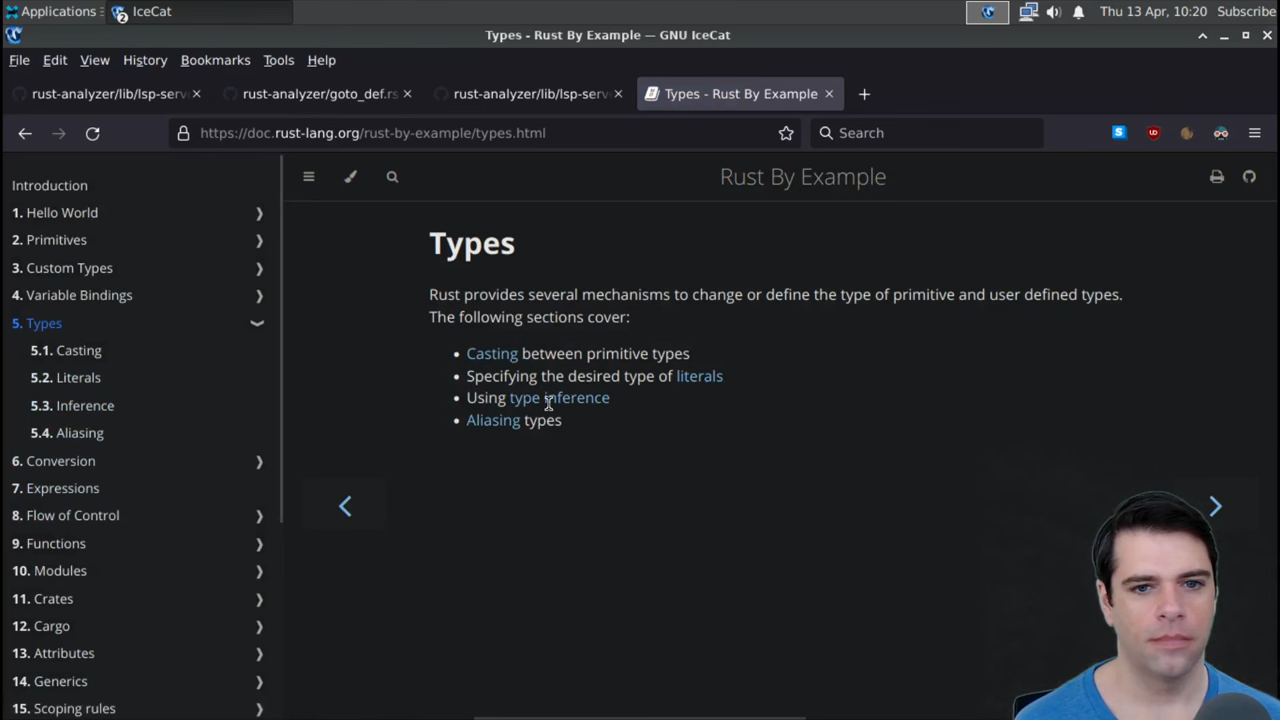 Applications
2
IceCat
Thu 13 Apr, 10:20
Subscribe
Types - Rust By Example — GNU IceCat
File Edit View History Bookmarks Tools Help
rust-analyzer/lib/lsp-serv
rust-analyzer/goto_def.rs
rust-analyzer/lib/lsp-serv
Types - Rust By Example
https://doc.rust-lang.org/rust-by-example/types.html
Search
Introduction
1. Hello World
2. Primitives
3. Custom Types
4. Variable Bindings
5. Types
5.1. Casting
5.2. Literals
5.3. Inference
5.4. Aliasing
6. Conversion
7. Expressions
8. Flow of Control
9. Functions
10. Modules
11. Crates
12. Cargo
13. Attributes
14. Generics
15. Scoping rules
Rust By Example
Types
Rust provides several mechanisms to change or define the type of primitive and user defined types.
The following sections cover:
• Casting between primitive types
• Specifying the desired type of literals
• Using type inference
• Aliasing types